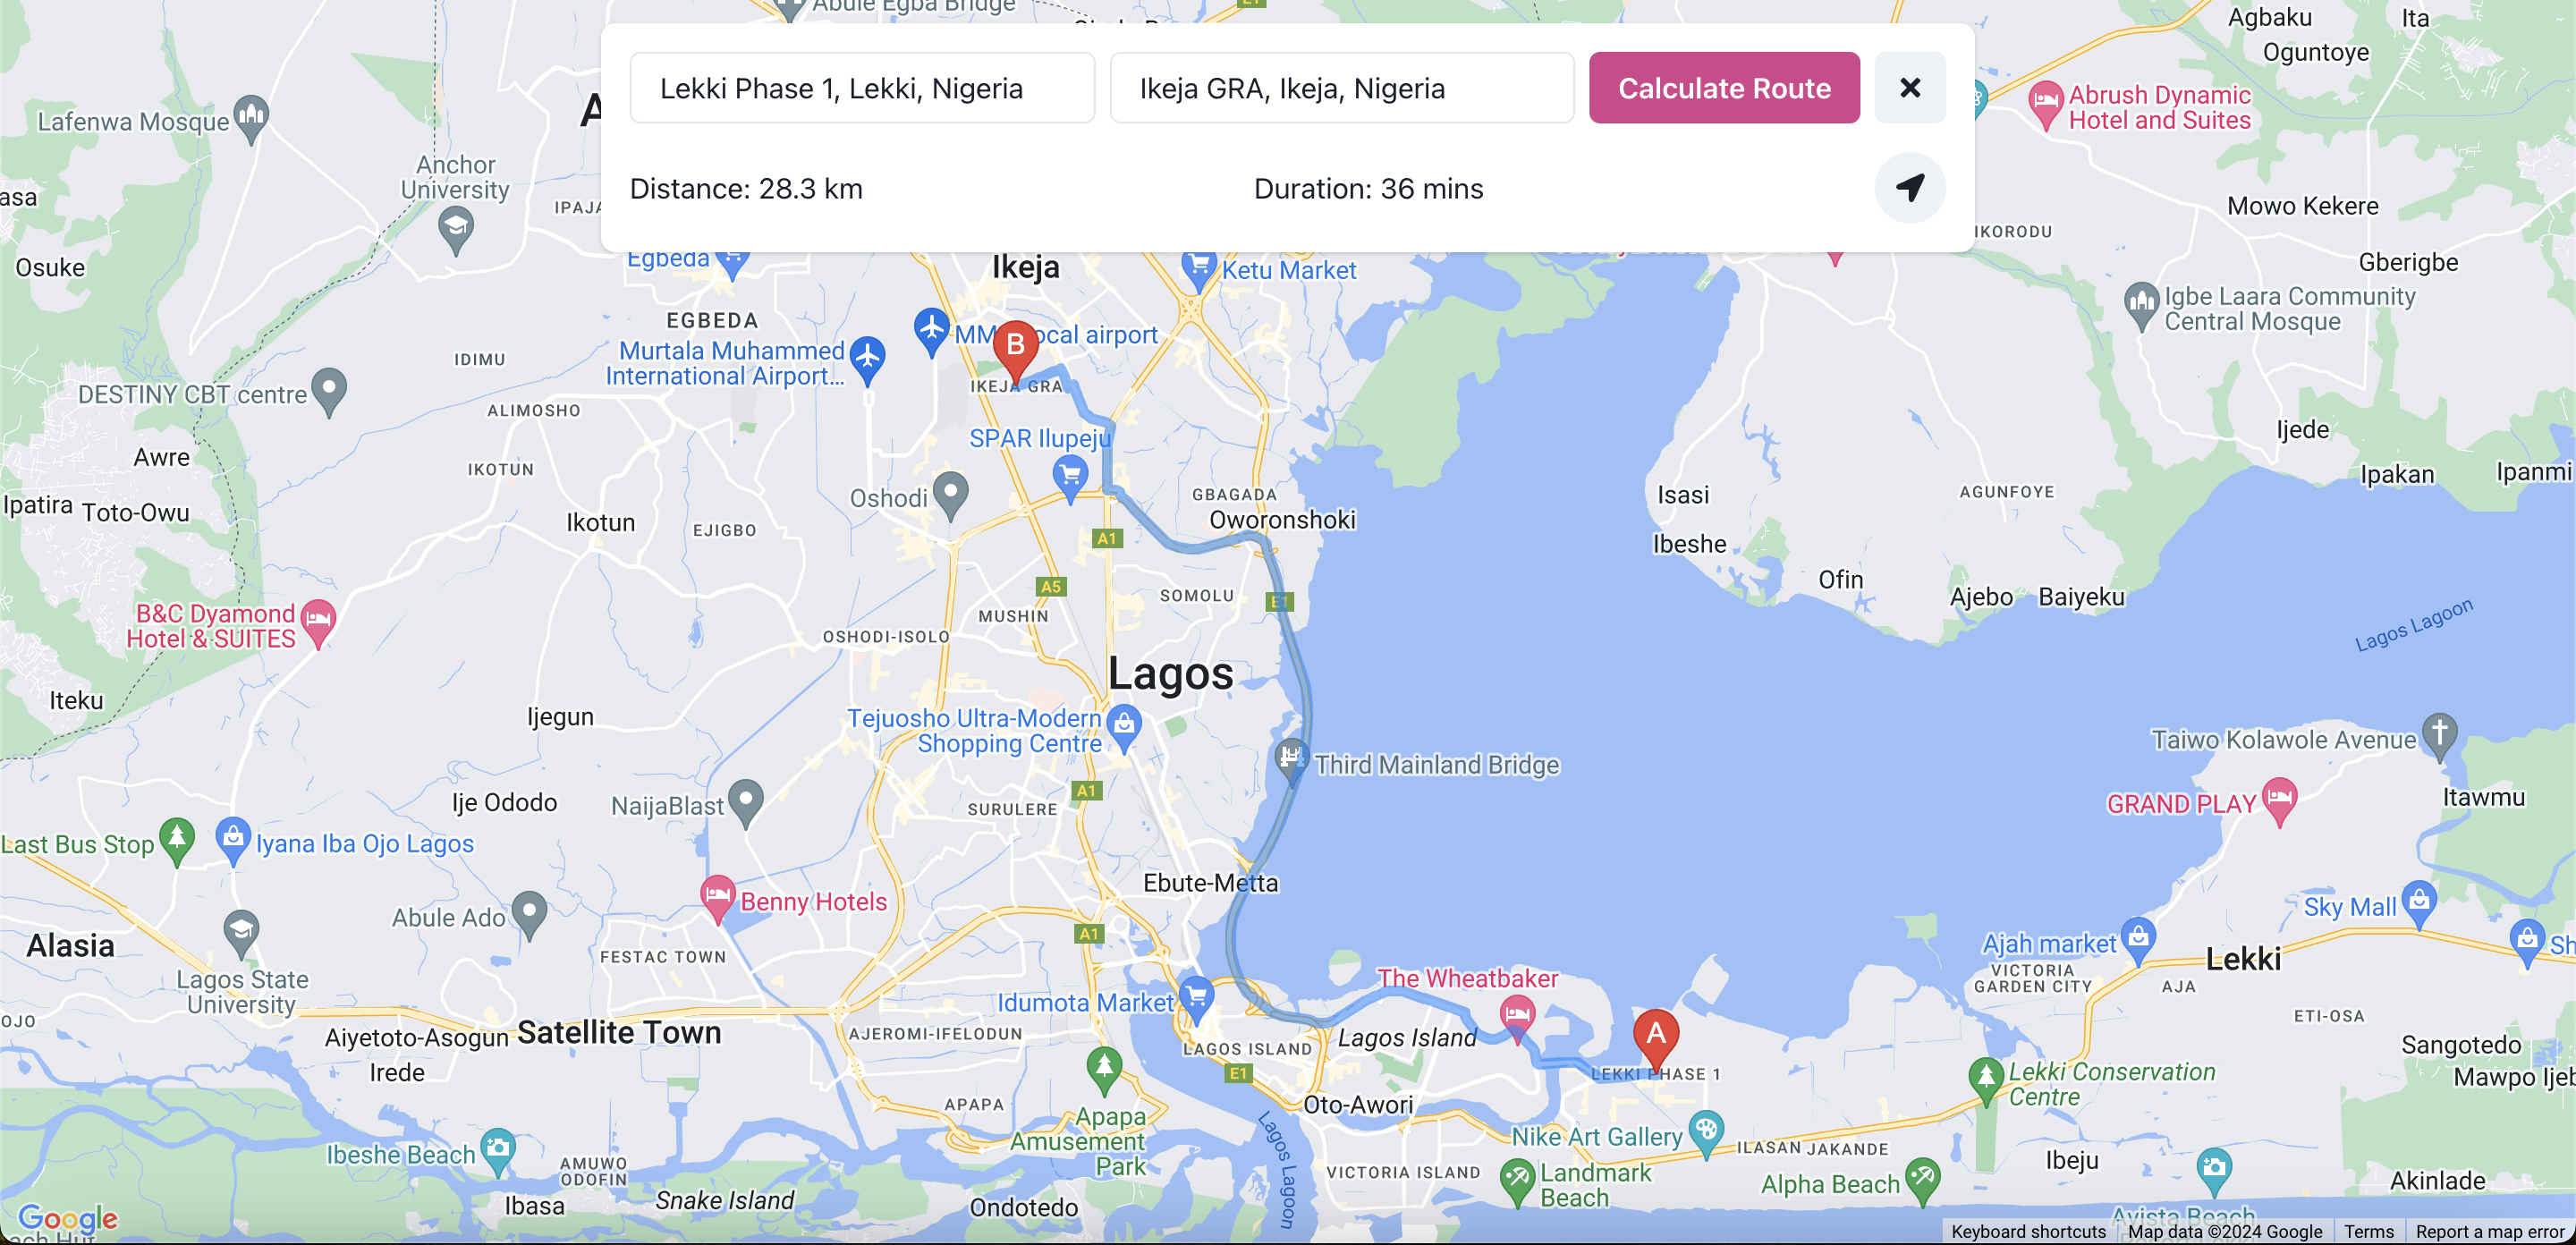 Abule Egba Bridge
E1
Agbaku
Ita
Oguntoye
Lekki Phase 1, Lekki, Nigeria
Ikeja GRA, Ikeja, Nigeria
Calculate Route
Distance: 28.3 km
Duration: 36 mins
Abrush Dynamic
Hotel and Suites
A
Lafenwa Mosque
Anchor
University
asa
IPAJA
Mowo Kekere
IKORODU
Osuke
Egbeda
Ikeja
Ketu Market
Gberigbe
Igbe Laara Community
Central Mosque
EGBEDA
MM
ocal airport
B
IDIMU
Murtala Muhammed
International Airport...
IKEJA GRA
DESTINY CBT centre
ALIMOSHO
SPAR Ilupeju
Ijede
Awre
IKOTUN
Ipakan
Ipanmi
Ipatira
Toto-Owu
Oshodi
GBAGADA
Isasi
AGUNFOYE
Ikotun
EJIGBO
Oworonshoki
A1
Ibeshe
Ofin
A5
SOMOLU
E1
Ajebo
Baiyeku
B&C Dyamond
Hotel & SUITES
MUSHIN
Lagos Lagoon
OSHODI-ISOLO
Lagos
Iteku
Ijegun
Tejuosho Ultra-Modern
Shopping Centre
Taiwo Kolawole Avenue
Third Mainland Bridge
A1
Ije Ododo
NaijaBlast
SURULERE
GRAND PLAY
Itawmu
Last Bus Stop
Iyana Iba Ojo Lagos
Ebute-Metta
Benny Hotels
Abule Ado
Sky Mall
A1
Alasia
FESTAC TOWN
Ajah market
Lekki
Sh
VICTORIA
GARDEN CITY
AJA
Lagos State
University
The Wheatbaker
Idumota Market
OJO
Aiyetoto-Asogun
Satellite Town
AJEROMI-IFELODUN
Lagos Island
A
ETI-OSA
LAGOS ISLAND
Sangotedo
Irede
E1
LEKKI PHASE 1
Lekki Conservation
Centre
Mawpo Ijeb
APAPA
Oto-Awori
Apapa
Amusement
Park
Lagos Lagoon
Nike Art Gallery
ILASAN JAKANDE
Ibeshe Beach
AMUWO
ODOFIN
VICTORIA ISLAND
Landmark
Beach
Ibeju
Alpha Beach
Akinlade
Snake Island
Ibasa
Ondotedo
Google
ach Hut
Avista Beach
Keyboard shortcuts
Map data ©2024 Google
Terms
Report a map error